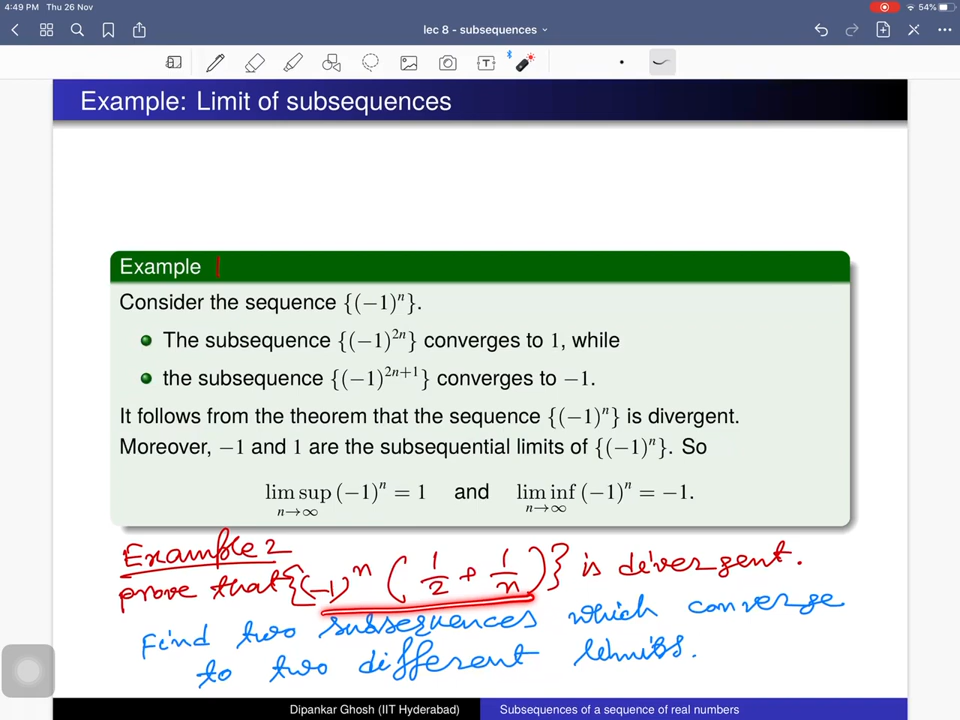 4:49 PM Thu 26 Nov
54%
lec 8 - subsequences
Example: Limit of subsequences
Example 1
Consider the sequence {(−1)ⁿ}.
The subsequence {(−1)²ⁿ} converges to 1, while
the subsequence {(−1)²ⁿ⁺¹} converges to −1.
It follows from the theorem that the sequence {(−1)ⁿ} is divergent.
Moreover, −1 and 1 are the subsequential limits of {(−1)ⁿ}. So
lim sup (−1)ⁿ = 1 and lim inf (−1)ⁿ = −1.
n→∞ n→∞
Example 2
prove that {(-1)ⁿ (1/2 + 1/n)} is divergent.
Find two subsequences which converge
to two different limits.
Dipankar Ghosh (IIT Hyderabad) Subsequences of a sequence of real numbers